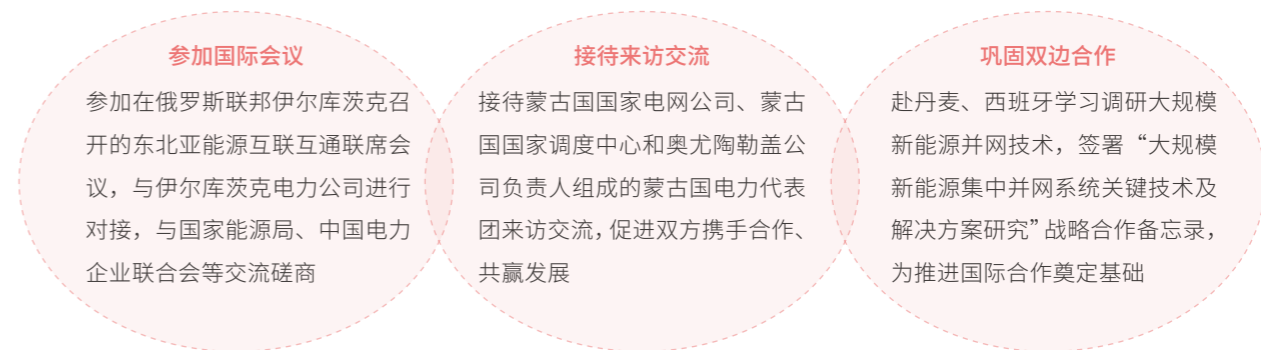 参加国际会议
参加在俄罗斯联邦伊尔库茨克召
开的东北亚能源互联互通联席会
议，与伊尔库茨克电力公司进行
对接，与国家能源局、中国电力
企业联合会等交流磋商
接待来访交流
接待蒙古国国家电网公司、蒙古
国国家调度中心和奥尤陶勒盖公
司负责人组成的蒙古国电力代表
团来访交流，促进双方携手合作、
共赢发展
巩固双边合作
赴丹麦、西班牙学习调研大规模
新能源并网技术，签署“大规模
新能源集中并网系统关键技术及
解决方案研究”战略合作备忘录，
为推进国际合作奠定基础